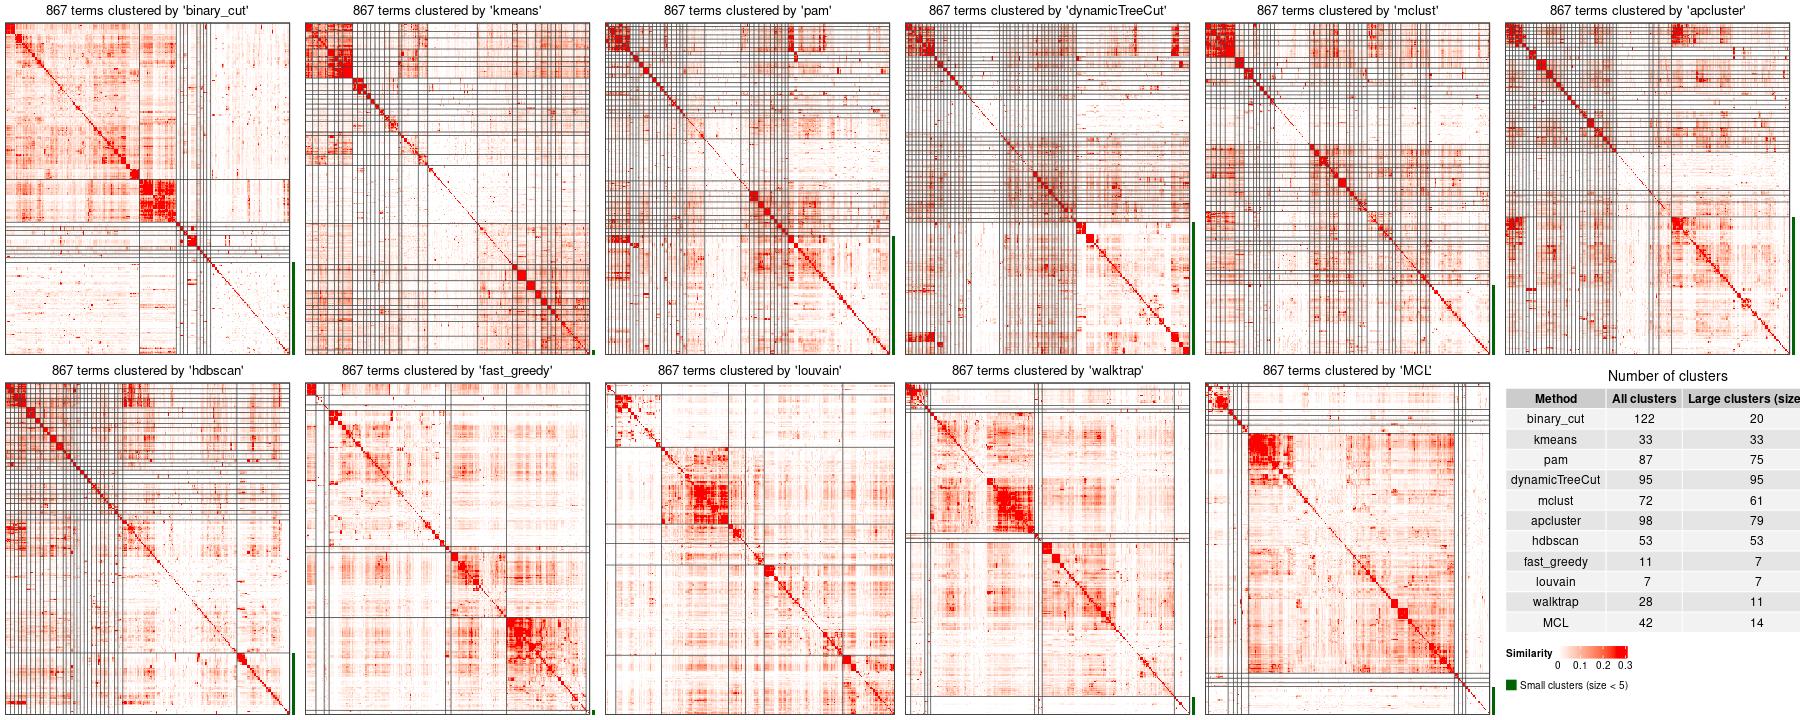 867 terms clustered by 'binary_cut'
867 terms clustered by 'kmeans'
867 terms clustered by 'pam'
867 terms clustered by 'dynamicTreeCut'
867 terms clustered by 'mclust'
867 terms clustered by 'apcluster'
867 terms clustered by 'hdbscan'
867 terms clustered by 'fast_greedy'
867 terms clustered by 'louvain'
867 terms clustered by 'walktrap'
867 terms clustered by 'MCL'
Number of clusters
Method All clusters Large clusters (size
binary_cut 122 20
kmeans 33 33
pam 87 75
dynamicTreeCut 95 95
mclust 72 61
apcluster 98 79
hdbscan 53 53
fast_greedy 11 7
louvain 7 7
walktrap 28 11
MCL 42 14
Similarity
0 0.1 0.2 0.3
Small clusters (size < 5)